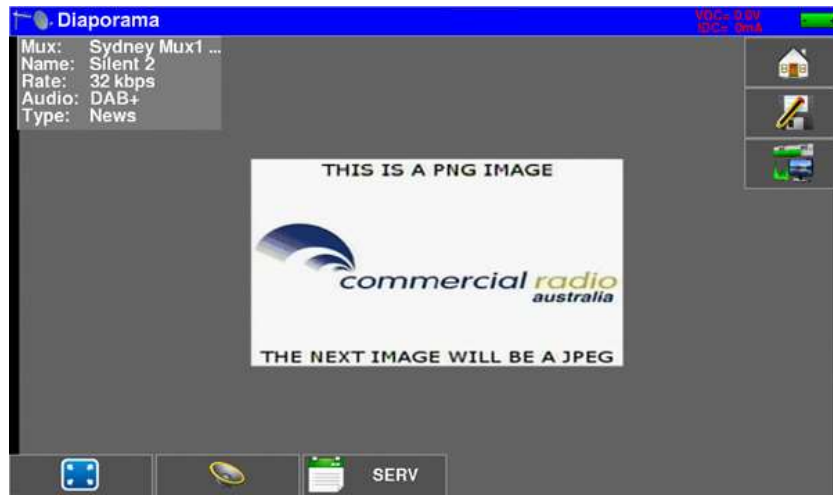 Diaporama
VDC= 0.0V
IDC= 0mA
Mux: Sydney Mux1 ...
Name: Silent 2
Rate: 32 kbps
Audio: DAB+
Type: News
THIS IS A PNG IMAGE
commercial radio
australia
THE NEXT IMAGE WILL BE A JPEG
SERV